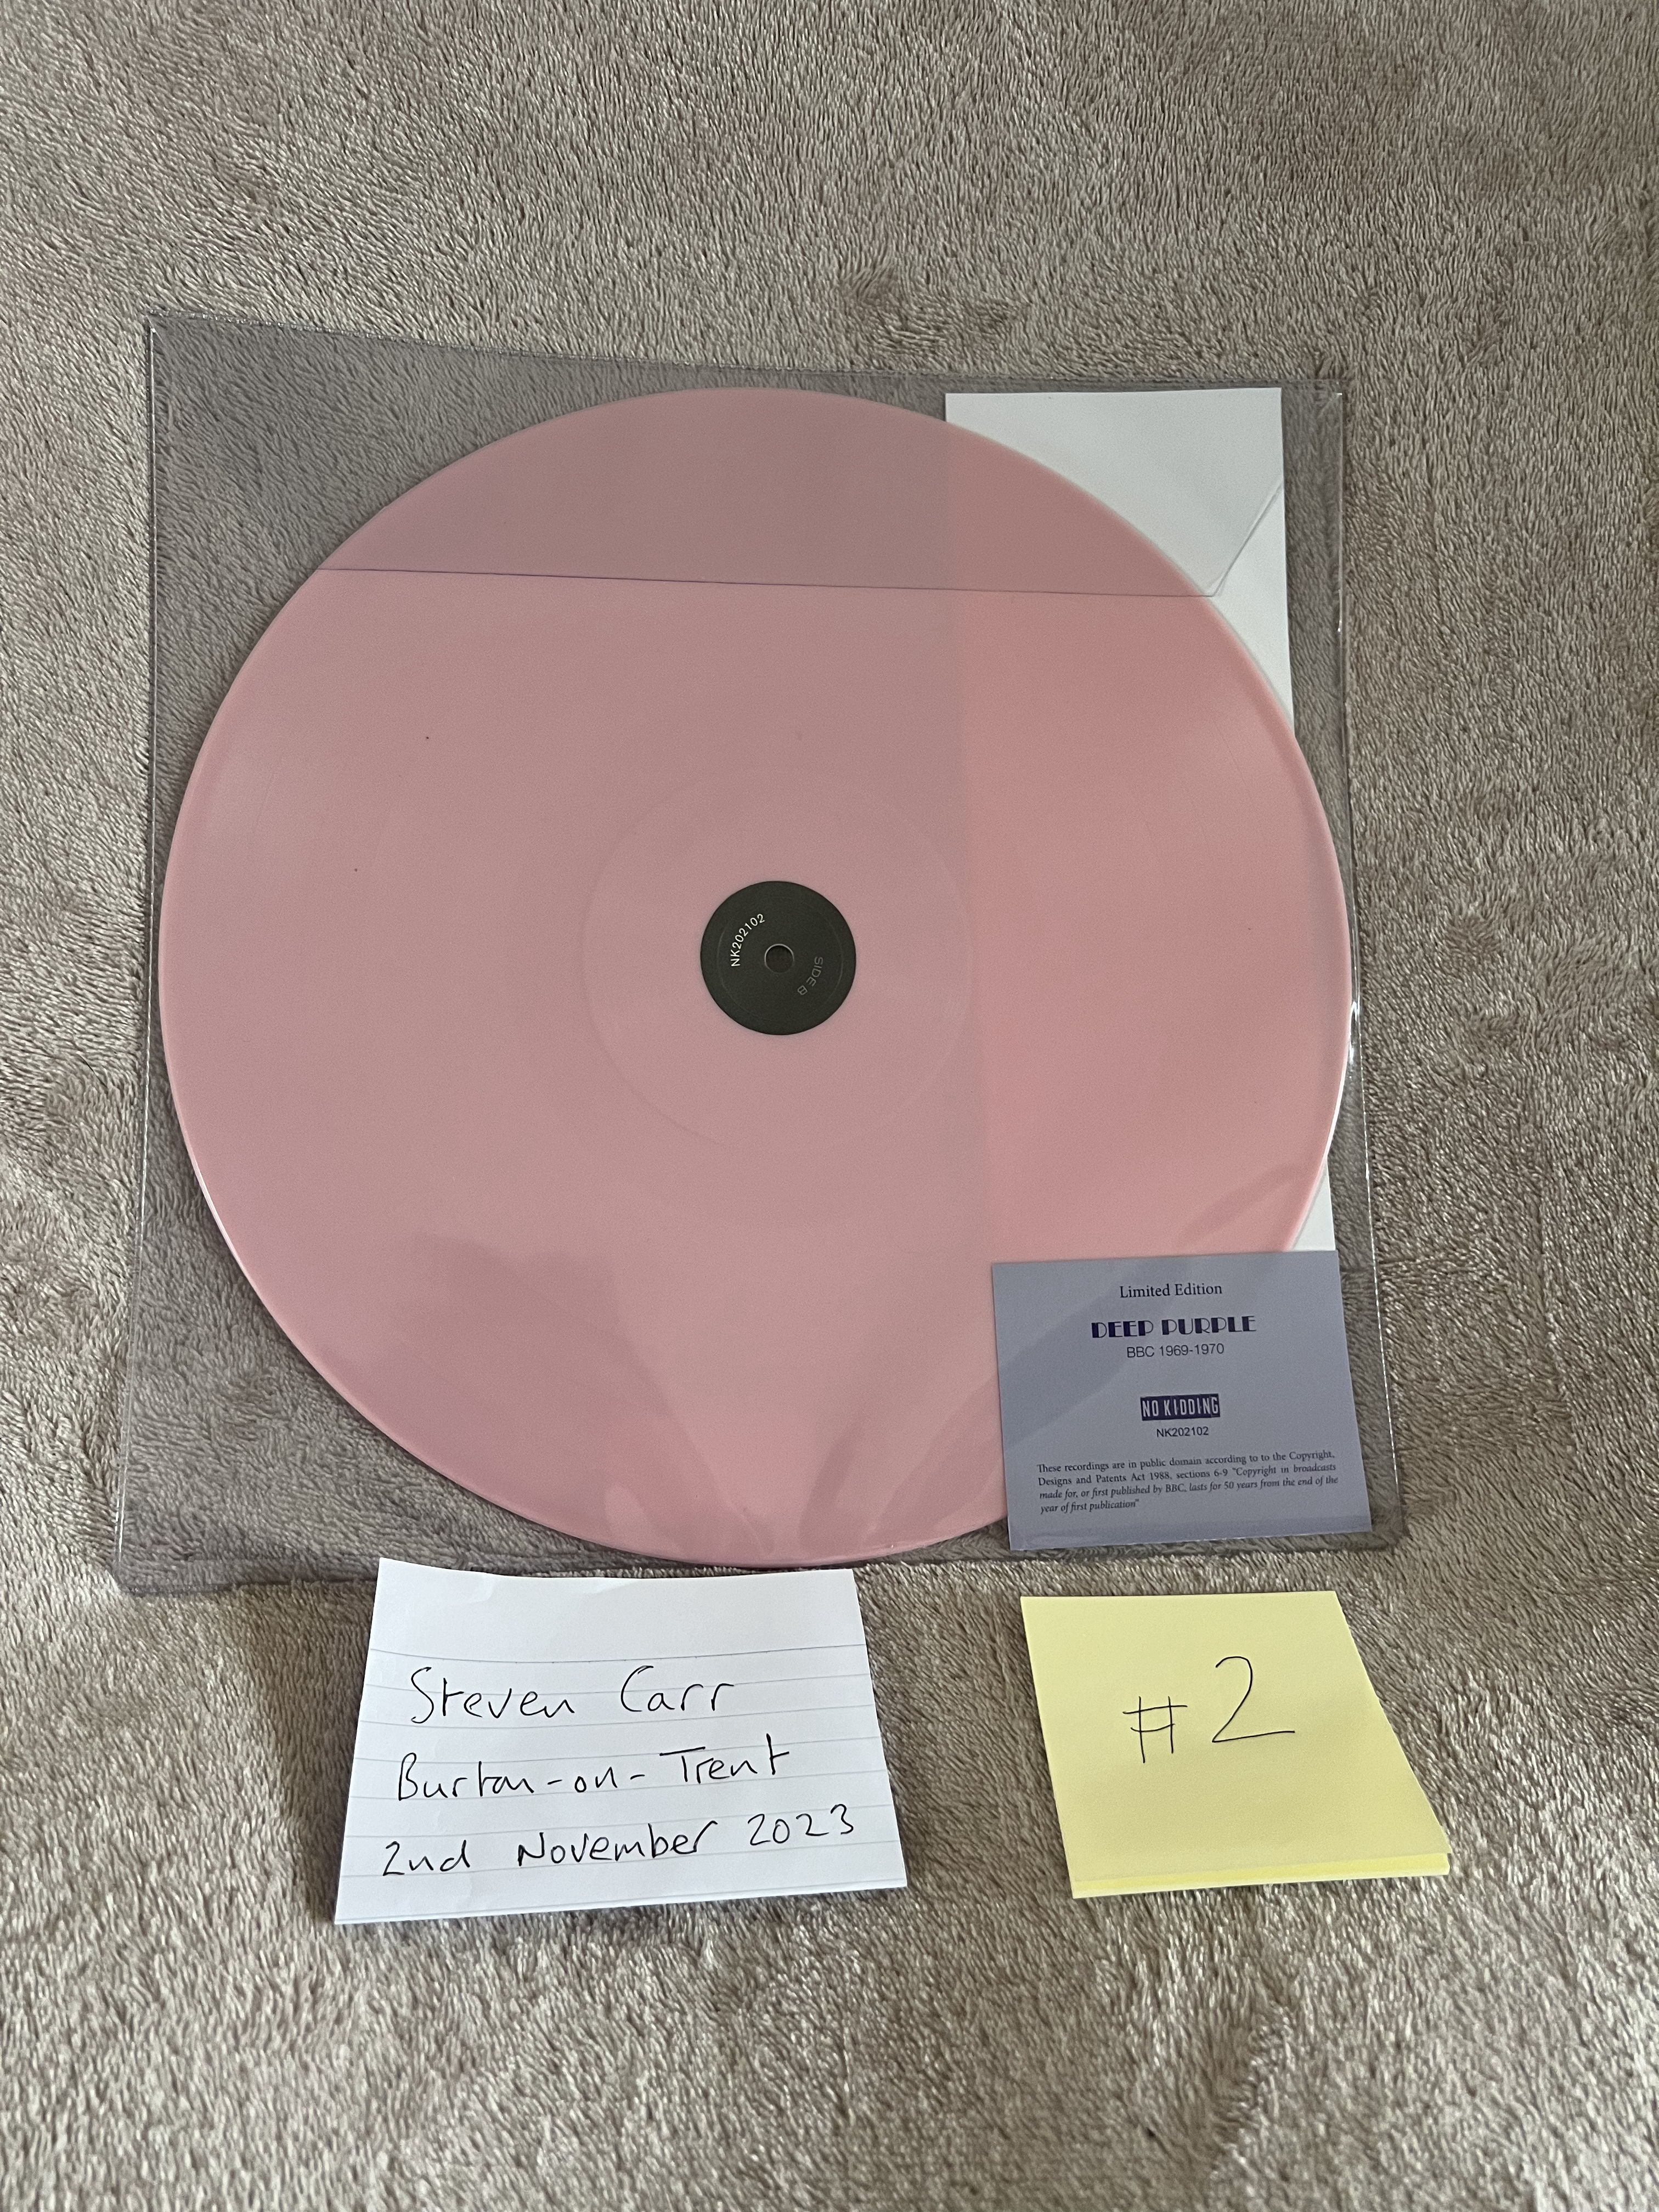 NK202102
SIDE B
Limited Edition
DEEP PURPLE
BBC 1969-1970
NO KIDDING
NK202102
These recordings are in public domain according to to the Copyright,
Designs and Patents Act 1988, sections 6-9 "Copyright in broadcasts
made for, or first published by BBC, lasts for 50 years from the end of the
year of first publication"
Steven Carr
Burton-on-Trent
2nd November 2023
#2